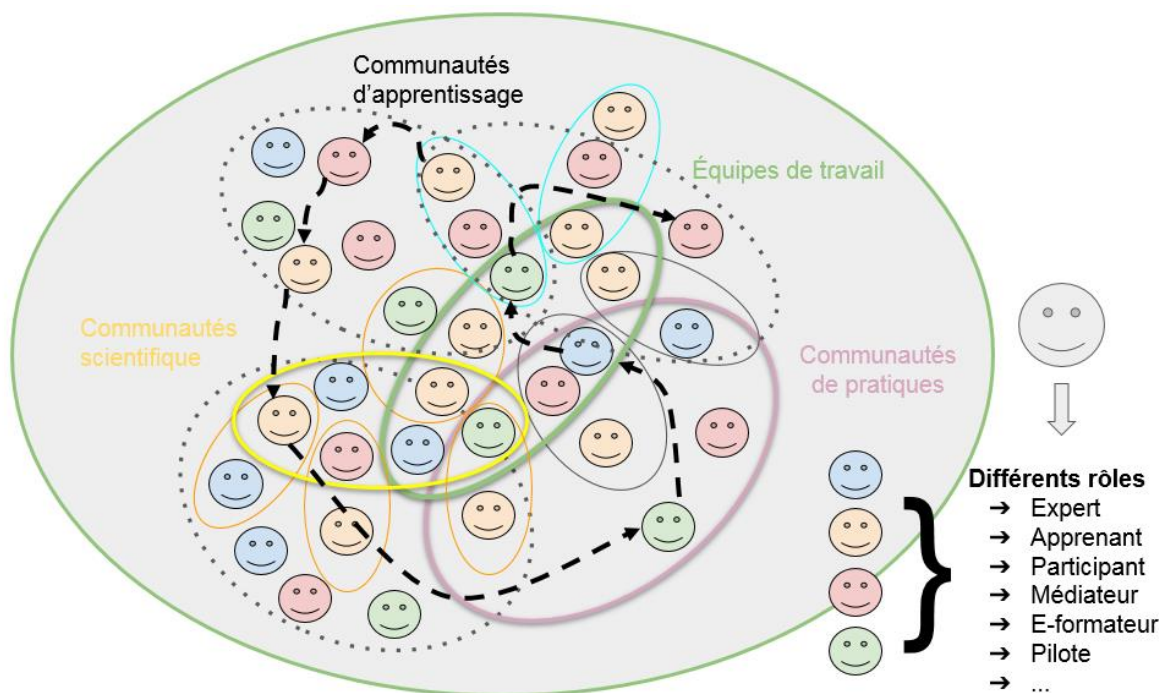 Communautés
d'apprentissage
Équipes de travail
Communautés
scientifique
Communautés
de pratiques
Différents rôles
➔ Expert
➔ Apprenant
➔ Participant
➔ Médiateur
➔ E-formateur
➔ Pilote
➔ ...